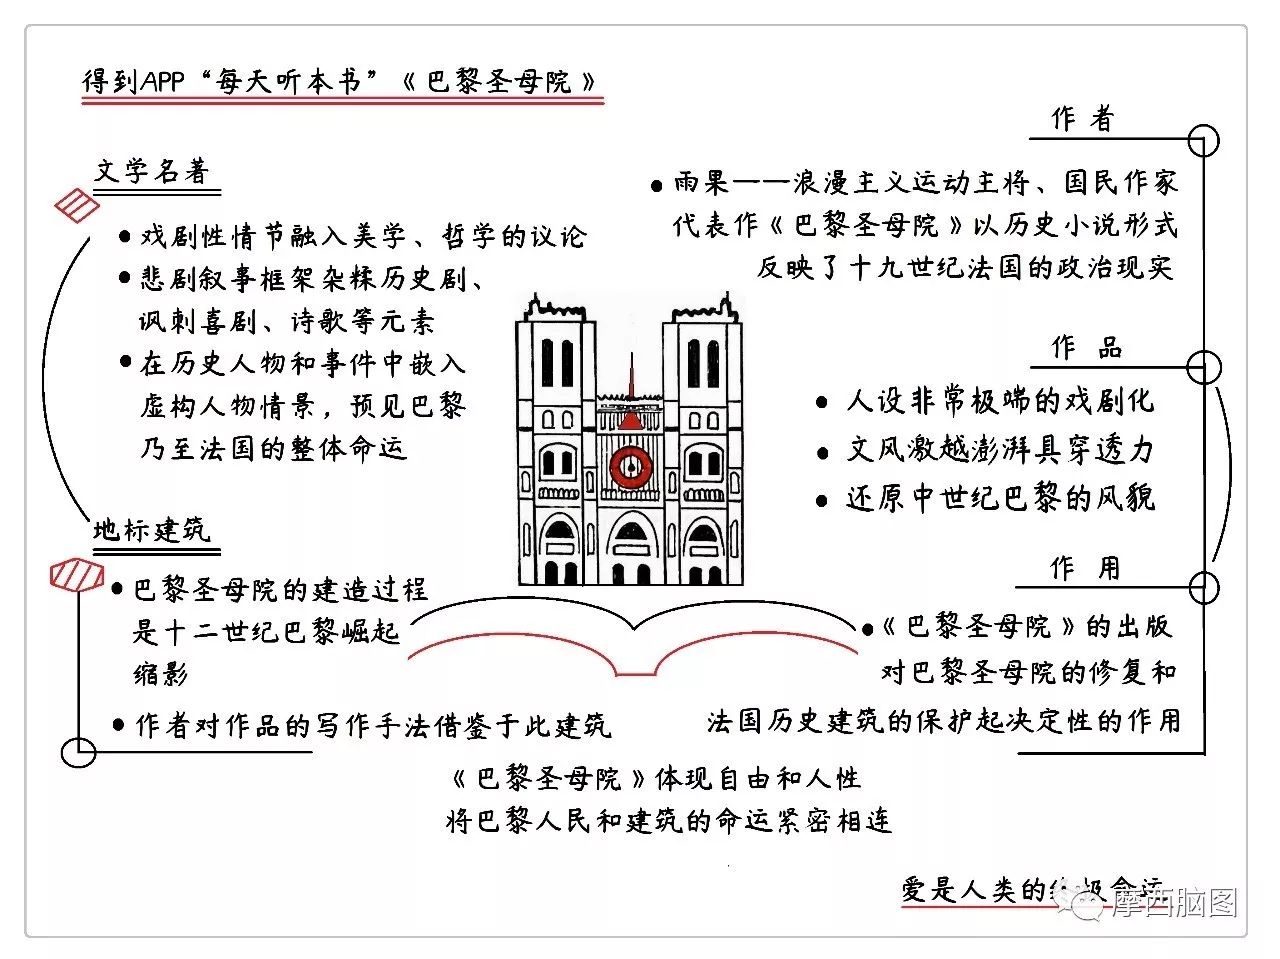 得到APP“每天听本书”《巴黎圣母院》
文学名著
• 戏剧性情节融入美学、哲学的议论
• 悲剧叙事框架杂糅历史剧、
讽刺喜剧、诗歌等元素
• 在历史人物和事件中嵌入
虚构人物情景，预见巴黎
乃至法国的整体命运
地标建筑
• 巴黎圣母院的建造过程
是十二世纪巴黎崛起
缩影
• 作者对作品的写作手法借鉴于此建筑
作者
• 雨果——浪漫主义运动主将、国民作家
代表作《巴黎圣母院》以历史小说形式
反映了十九世纪法国的政治现实
作品
• 人设非常极端的戏剧化
• 文风激越澎湃具穿透力
• 还原中世纪巴黎的风貌
作用
•《巴黎圣母院》的出版
对巴黎圣母院的修复和
法国历史建筑的保护起决定性的作用
《巴黎圣母院》体现自由和人性
将巴黎人民和建筑的命运紧密相连
爱是人类的终极命运
摩西脑图